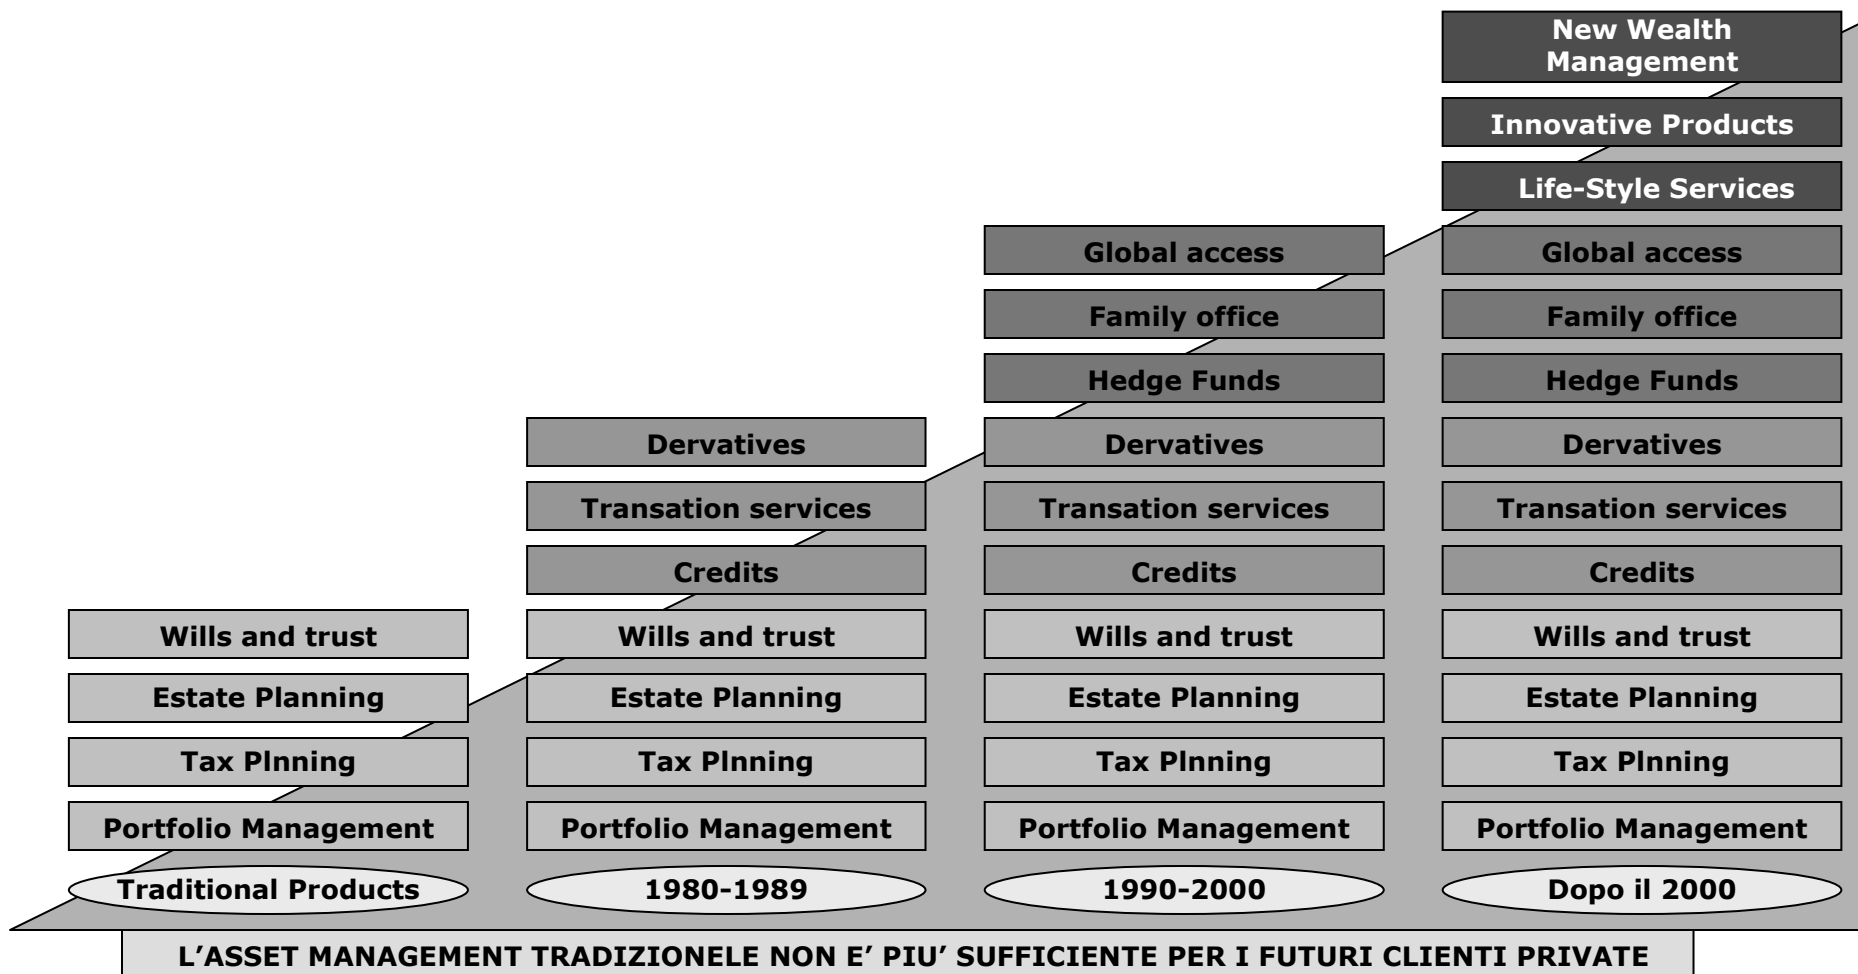 New Wealth
Management
Innovative Products
Life-Style Services
Global access
Global access
Family office
Family office
Hedge Funds
Hedge Funds
Dervatives
Dervatives
Dervatives
Transation services
Transation services
Transation services
Credits
Credits
Credits
Wills and trust
Wills and trust
Wills and trust
Wills and trust
Estate Planning
Estate Planning
Estate Planning
Estate Planning
Tax Plnning
Tax Plnning
Tax Plnning
Tax Plnning
Portfolio Management
Portfolio Management
Portfolio Management
Portfolio Management
Traditional Products
1980-1989
1990-2000
Dopo il 2000
L’ASSET MANAGEMENT TRADIZIONELE NON E’ PIU’ SUFFICIENTE PER I FUTURI CLIENTI PRIVATE